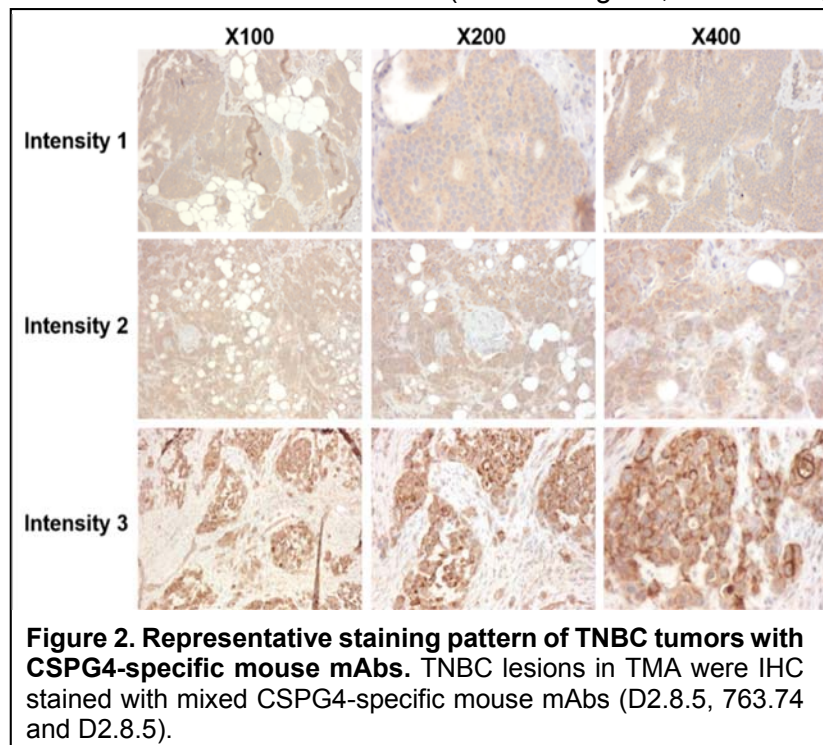 X100 X200 X400
Intensity 1
Intensity 2
Intensity 3
Figure 2. Representative staining pattern of TNBC tumors with
CSPG4-specific mouse mAbs. TNBC lesions in TMA were IHC
stained with mixed CSPG4-specific mouse mAbs (D2.8.5, 763.74
and D2.8.5).